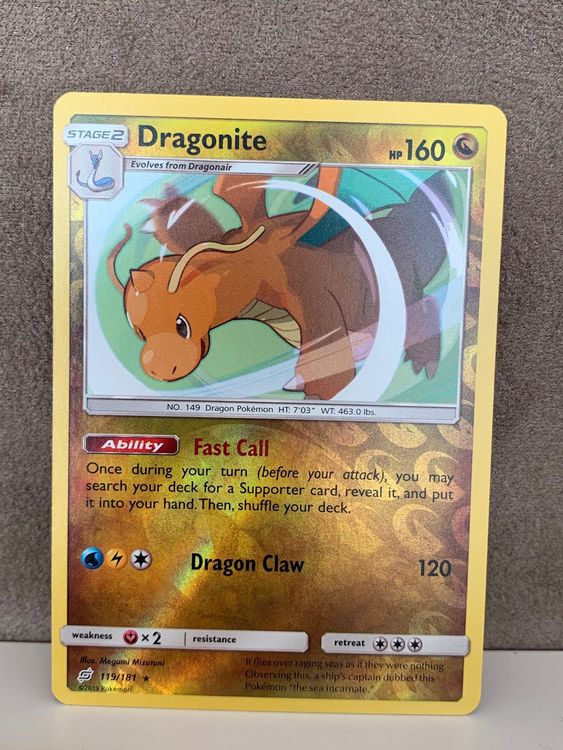 STAGE 2
Dragonite
HP 160
Evolves from Dragonair
NO. 149 Dragon Pokémon HT: 7'03" WT: 463.0 lbs.
Ability Fast Call
Once during your turn (before your attack), you may
search your deck for a Supporter card, reveal it, and put
it into your hand. Then, shuffle your deck.
Dragon Claw 120
weakness ×2 resistance retreat
Illus. Megumi Mizutani
119/181
©2019 Pokémon
It flies over raging seas as if they were nothing.
Observing this, a ship's captain dubbed this
Pokémon "the sea incarnate."